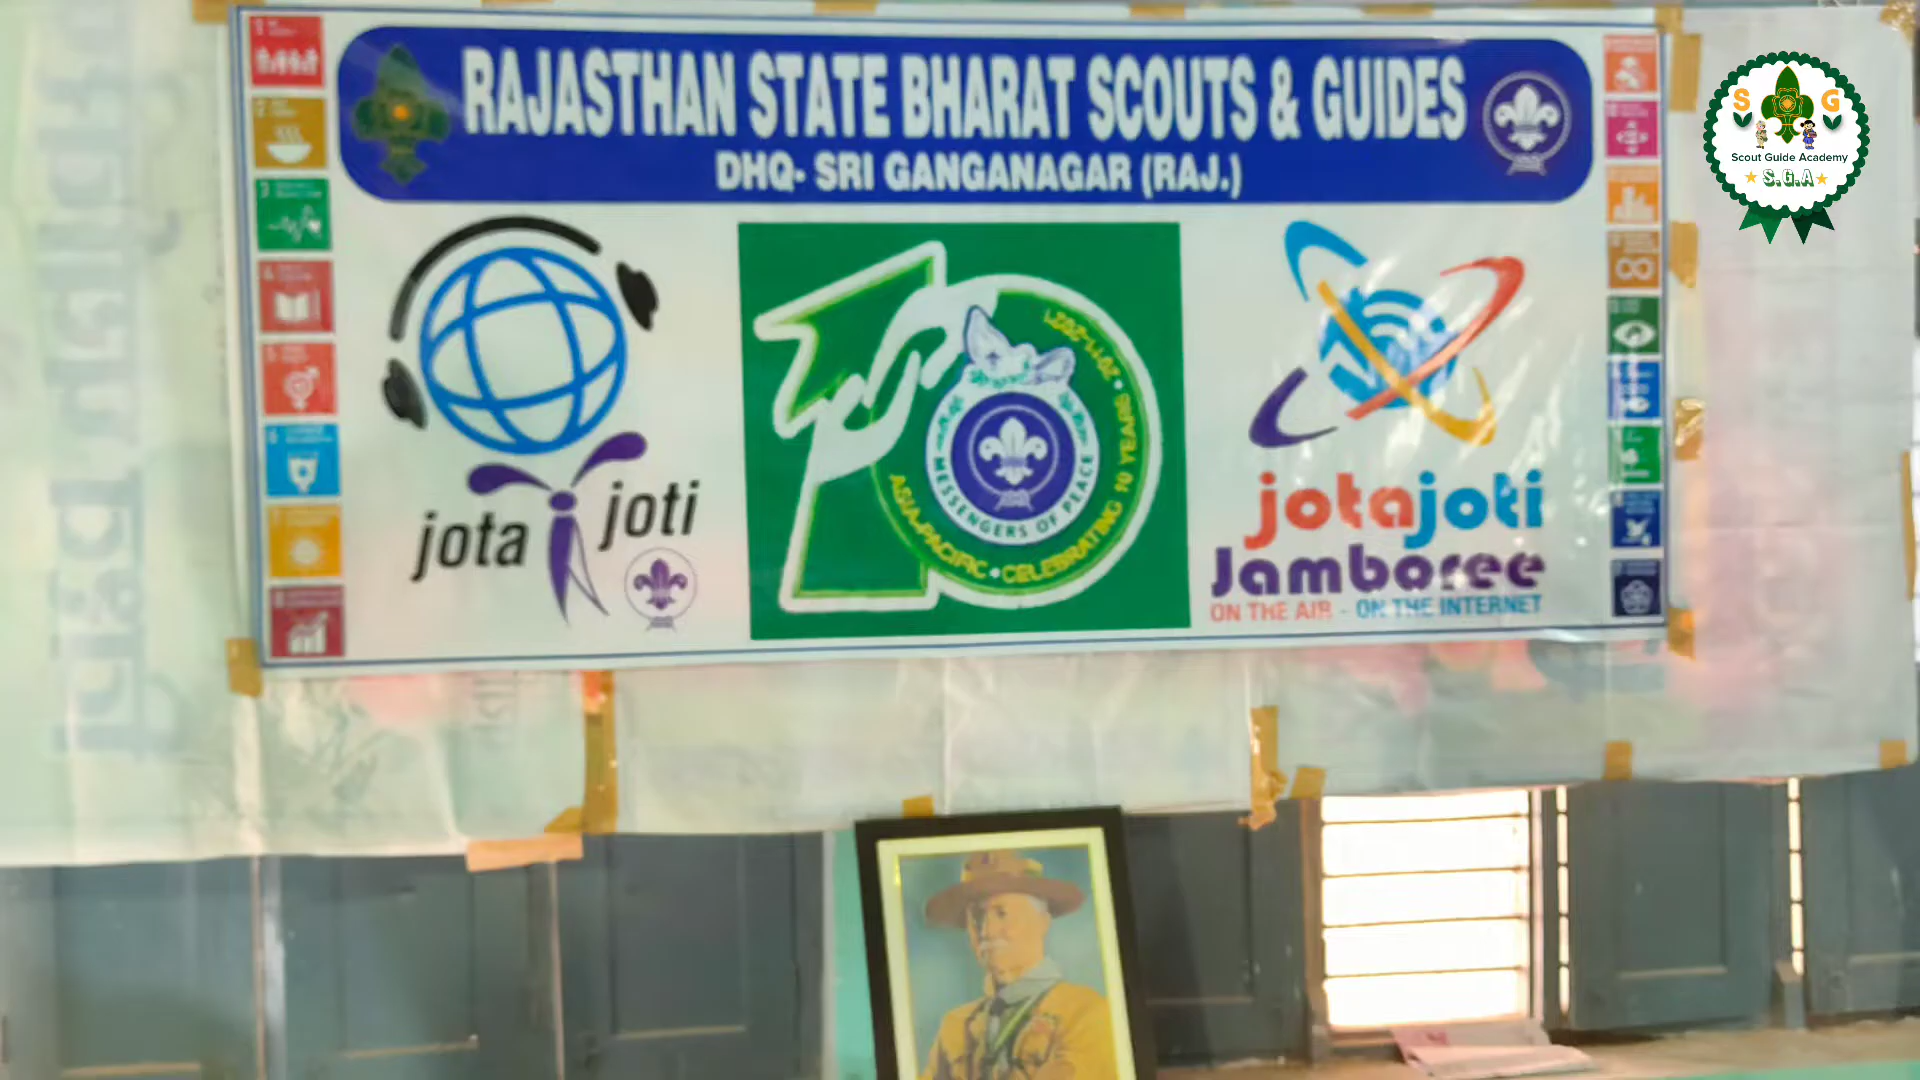 RAJASTHAN STATE BHARAT SCOUTS & GUIDES
DHQ- SRI GANGANAGAR (RAJ.)
S G
Scout Guide Academy
S.G.A
jota joti
2011-2021
MESSENGERS OF PEACE
ASIA-PACIFIC • CELEBRATING 10 YEARS •
jotajoti
Jamboree
ON THE AIR - ON THE INTERNET